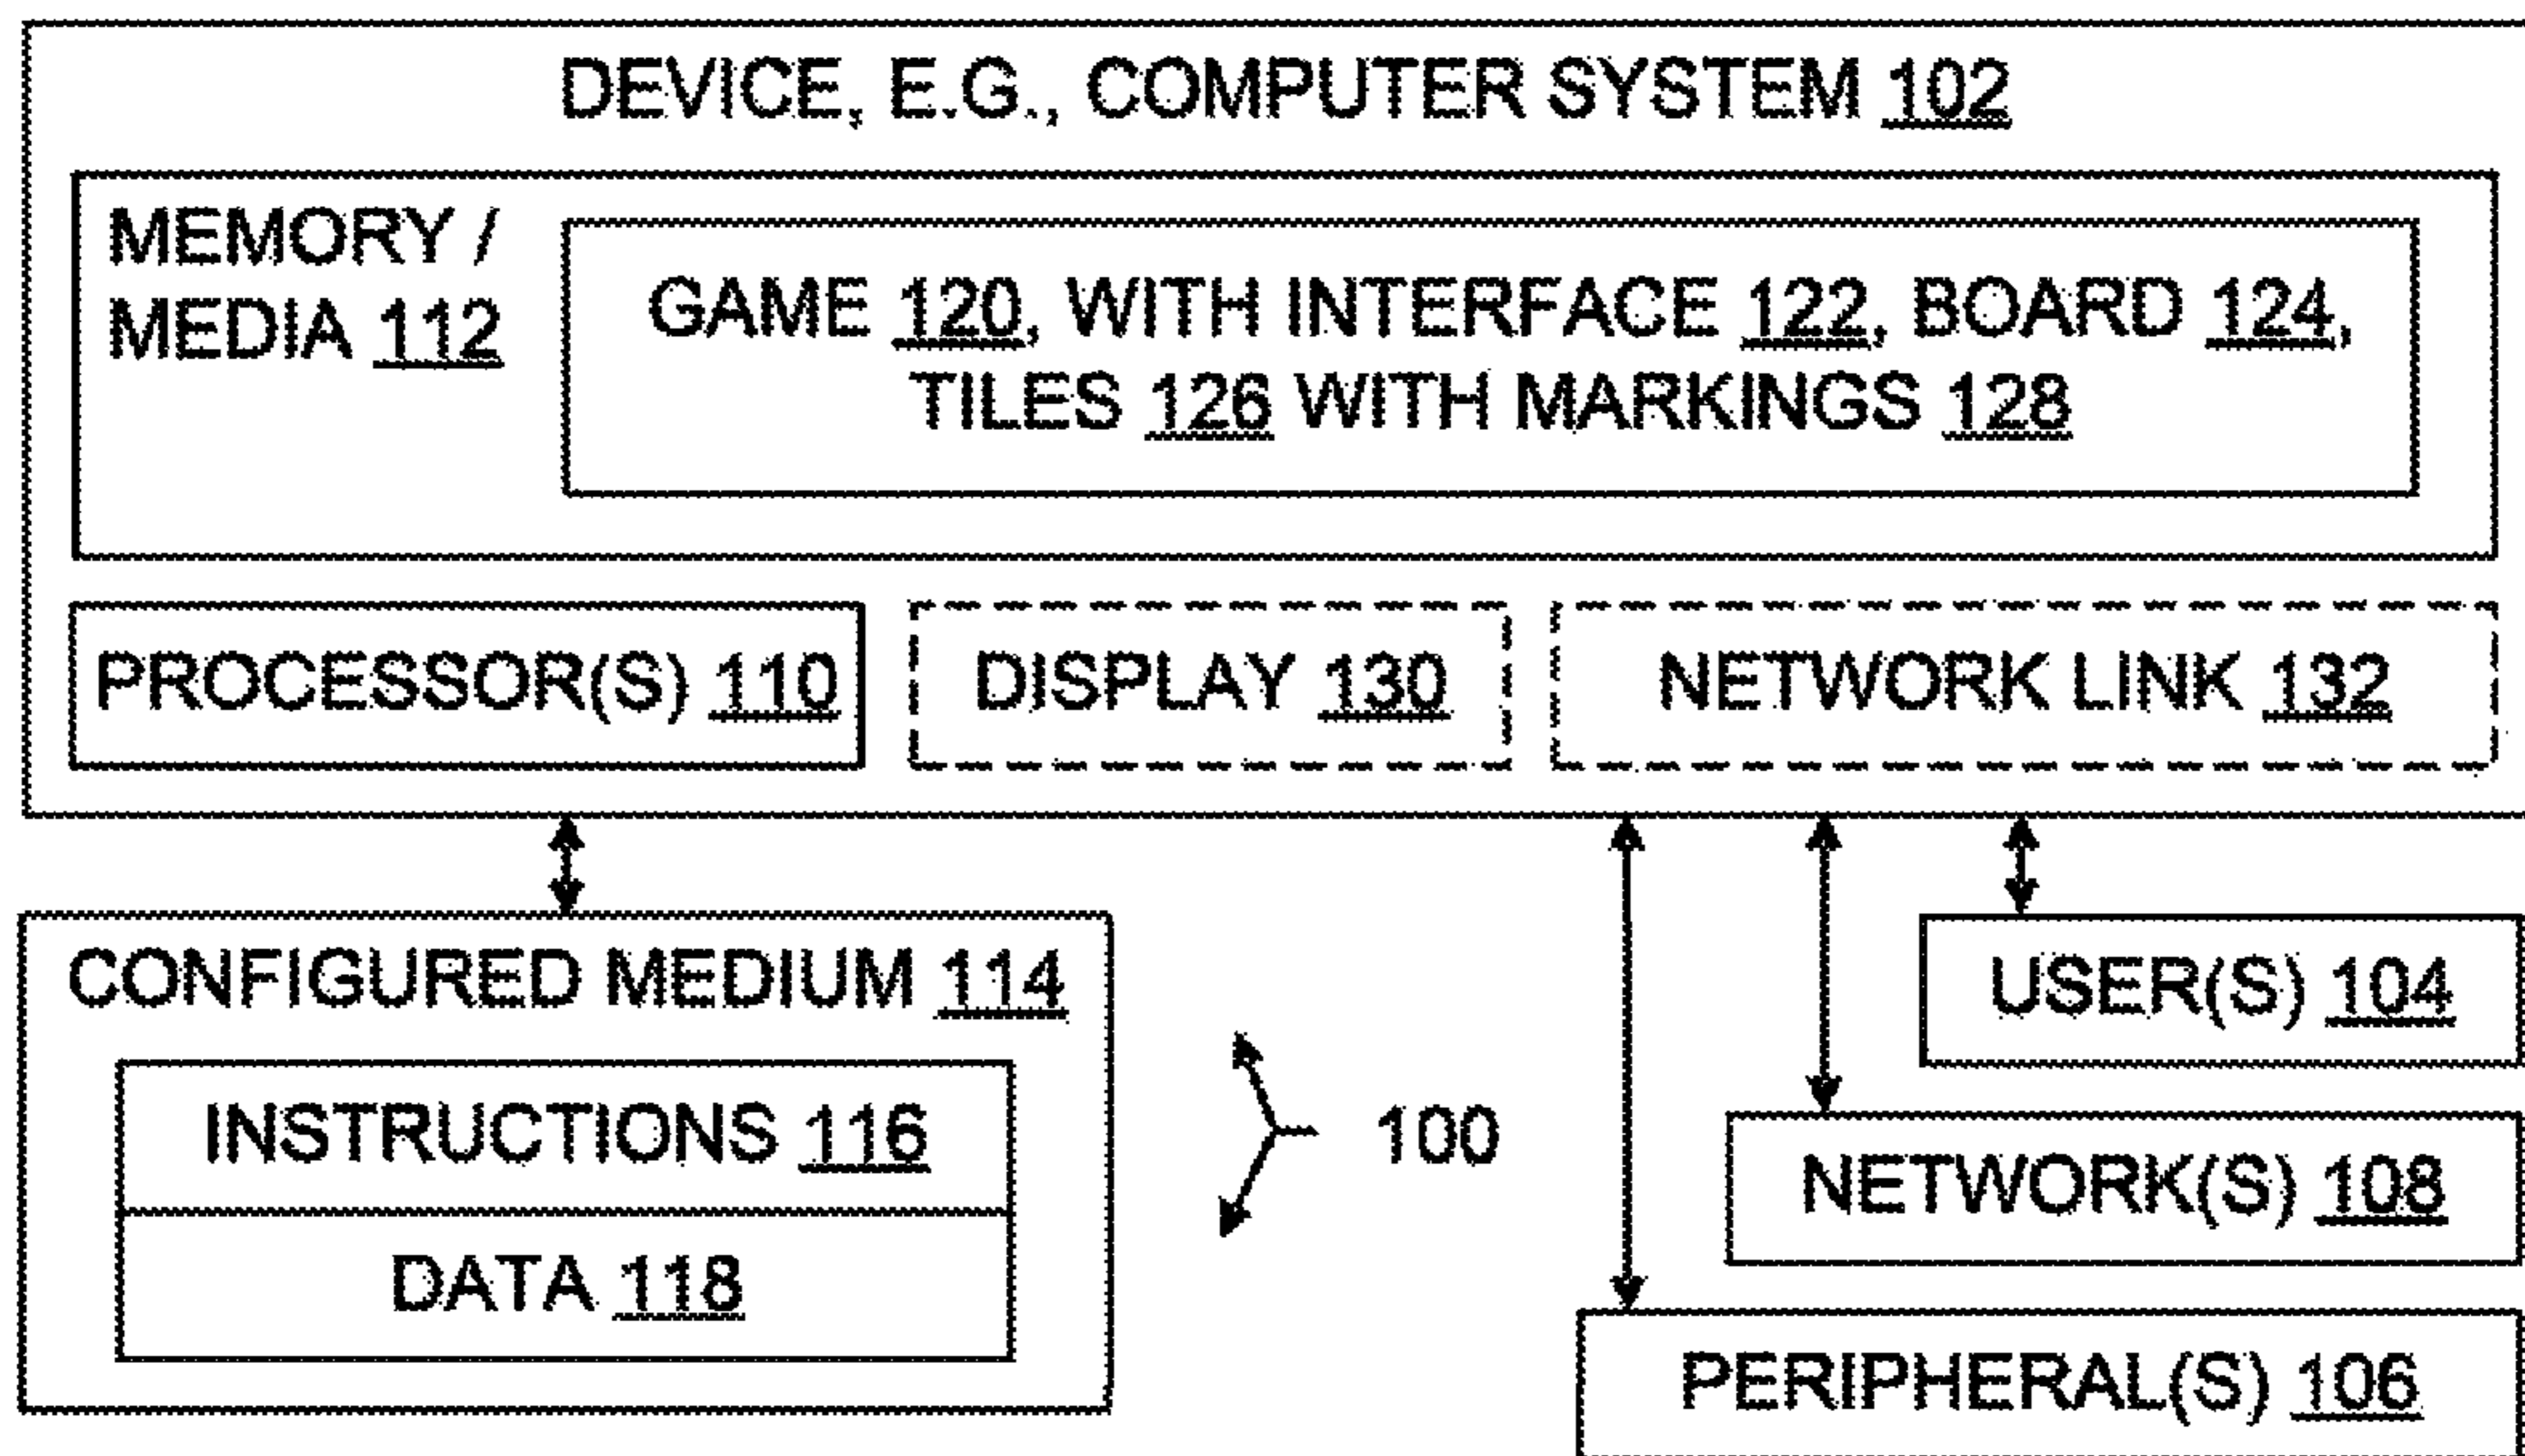 DEVICE, E.G., COMPUTER SYSTEM 102
MEMORY /
MEDIA 112
GAME 120, WITH INTERFACE 122, BOARD 124,
TILES 126 WITH MARKINGS 128
PROCESSOR(S) 110
DISPLAY 130
NETWORK LINK 132
CONFIGURED MEDIUM 114
INSTRUCTIONS 116
DATA 118
100
USER(S) 104
NETWORK(S) 108
PERIPHERAL(S) 106